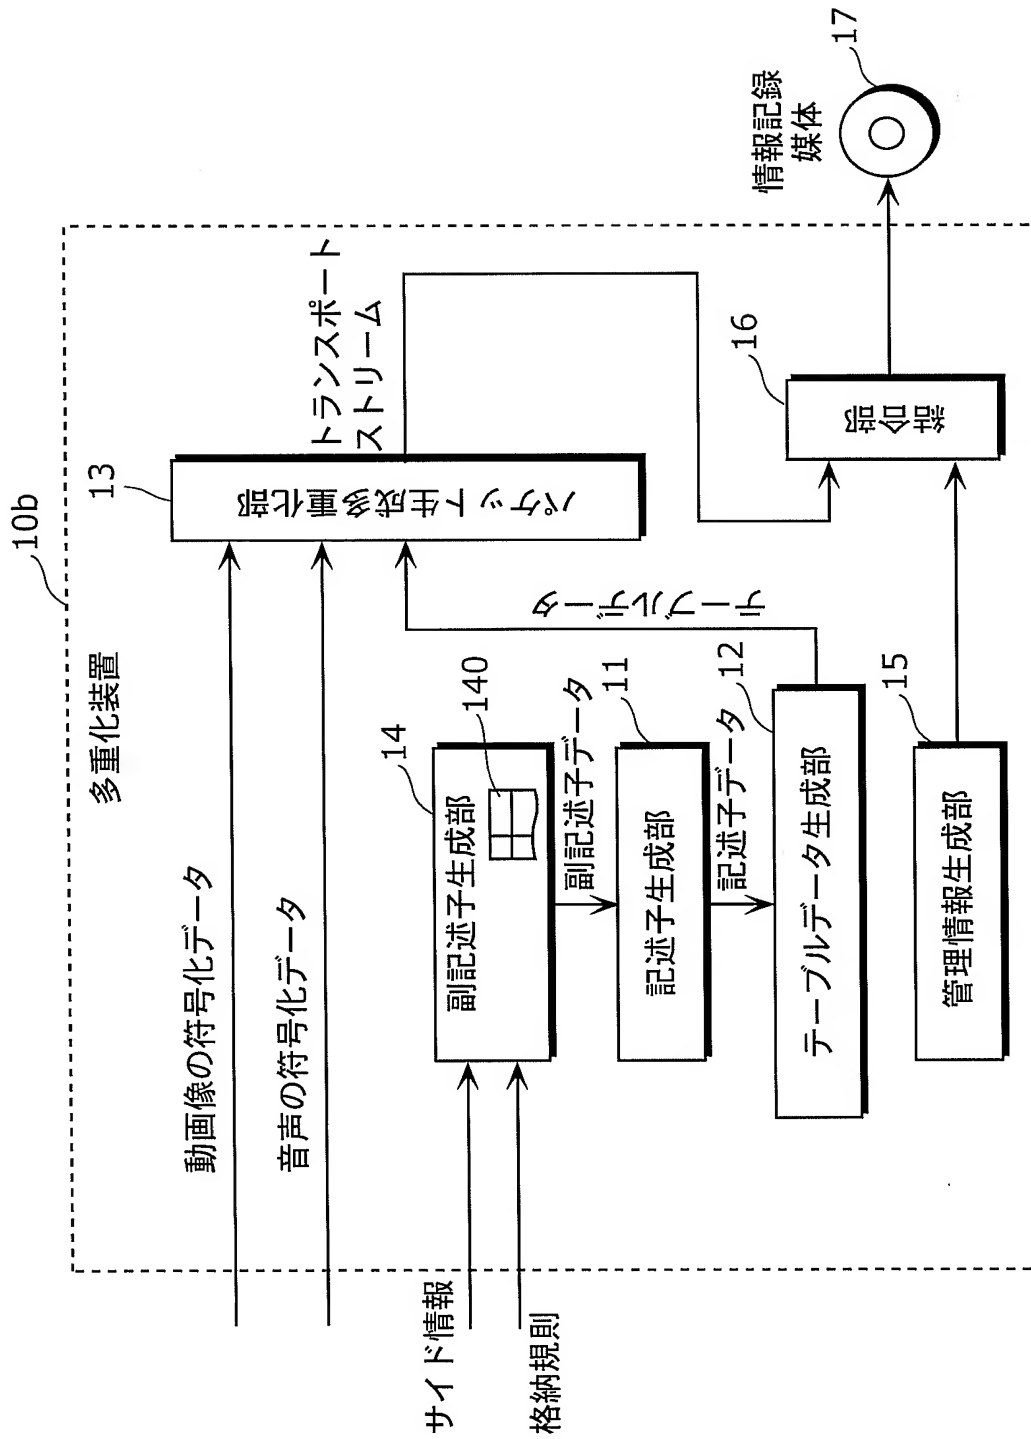 10b
多重化装置
動画像の符号化データ
音声の符号化データ
13
パケット生成多重化部
トランスポート
ストリーム
サイド情報
格納規則
14
副記述子生成部
140
副記述子データ
11
記述子生成部
記述子データ
12
テーブルデータ生成部
テーブルデータ
15
管理情報生成部
16
結合部
情報記録
媒体
17